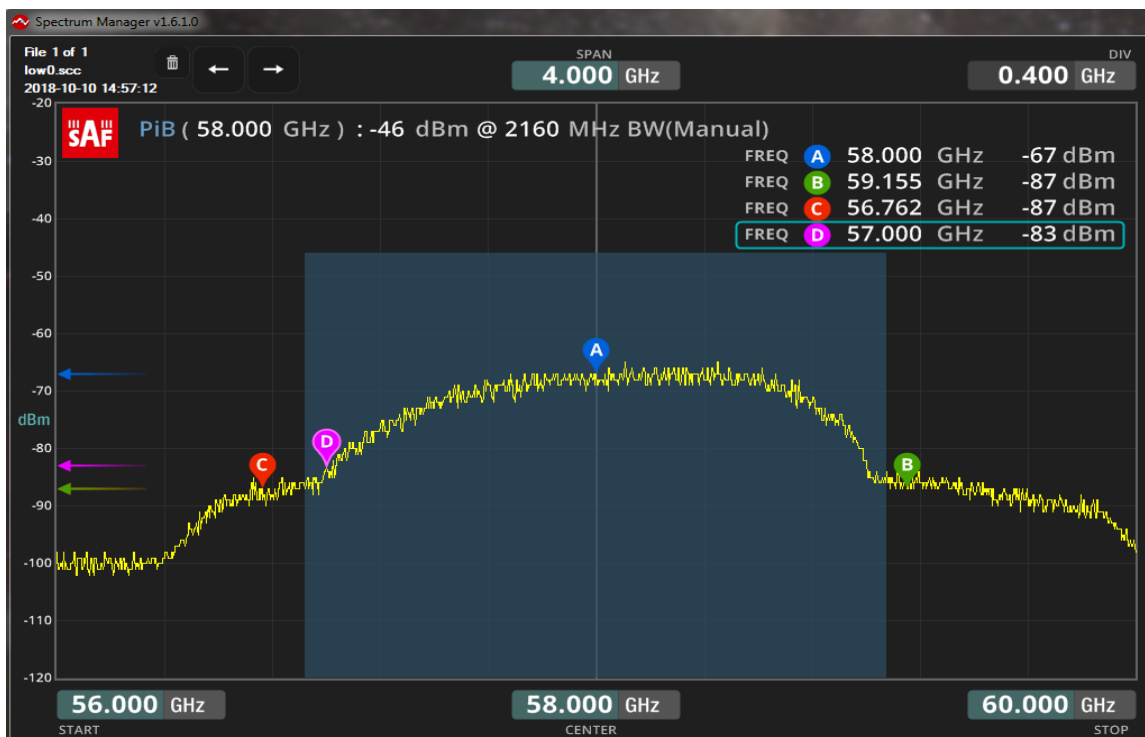 Spectrum Manager v1.6.1.0
File 1 of 1
low0.scc
2018-10-10 14:57:12
← →
SPAN
4.000 GHz
DIV
0.400 GHz
SAF
PiB ( 58.000 GHz ) : -46 dBm @ 2160 MHz BW(Manual)
FREQ A 58.000 GHz -67 dBm
FREQ B 59.155 GHz -87 dBm
FREQ C 56.762 GHz -87 dBm
FREQ D 57.000 GHz -83 dBm
-20
-30
-40
-50
-60
-70
dBm
-80
-90
-100
-110
-120
A
D
C
B
56.000 GHz
START
58.000 GHz
CENTER
60.000 GHz
STOP